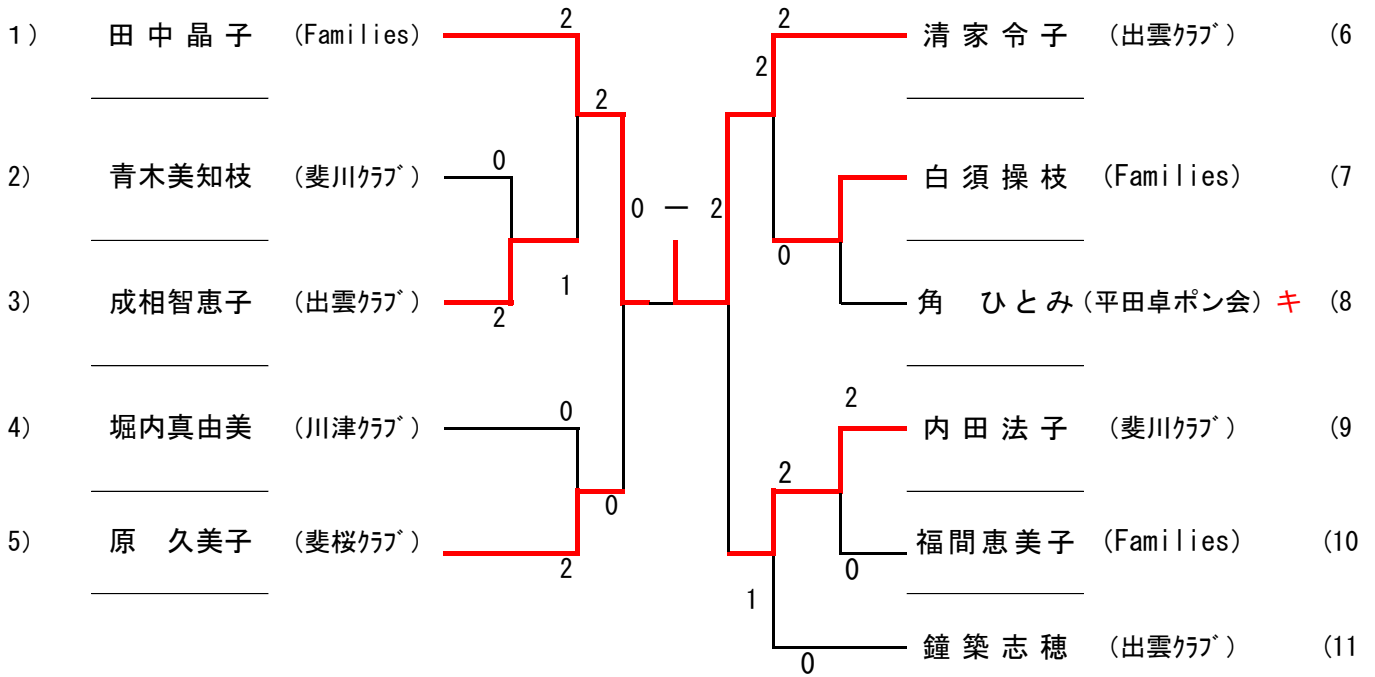 1) 田中晶子 (Families) 2 2 清家令子 (出雲ｸﾗﾌﾞ) (6
2 2
2) 青木美知枝 (斐川ｸﾗﾌﾞ) 0 白須操枝 (Families) (7
0 ー 2
0
3) 成相智恵子 (出雲ｸﾗﾌﾞ) 2 1 角 ひとみ (平田卓ポン会) キ (8
4) 堀内真由美 (川津ｸﾗﾌﾞ) 0 2 内田法子 (斐川ｸﾗﾌﾞ) (9
0 2
5) 原 久美子 (斐桜ｸﾗﾌﾞ) 2 0 福間恵美子 (Families) (10
1
0 鐘築志穂 (出雲ｸﾗﾌﾞ) (11